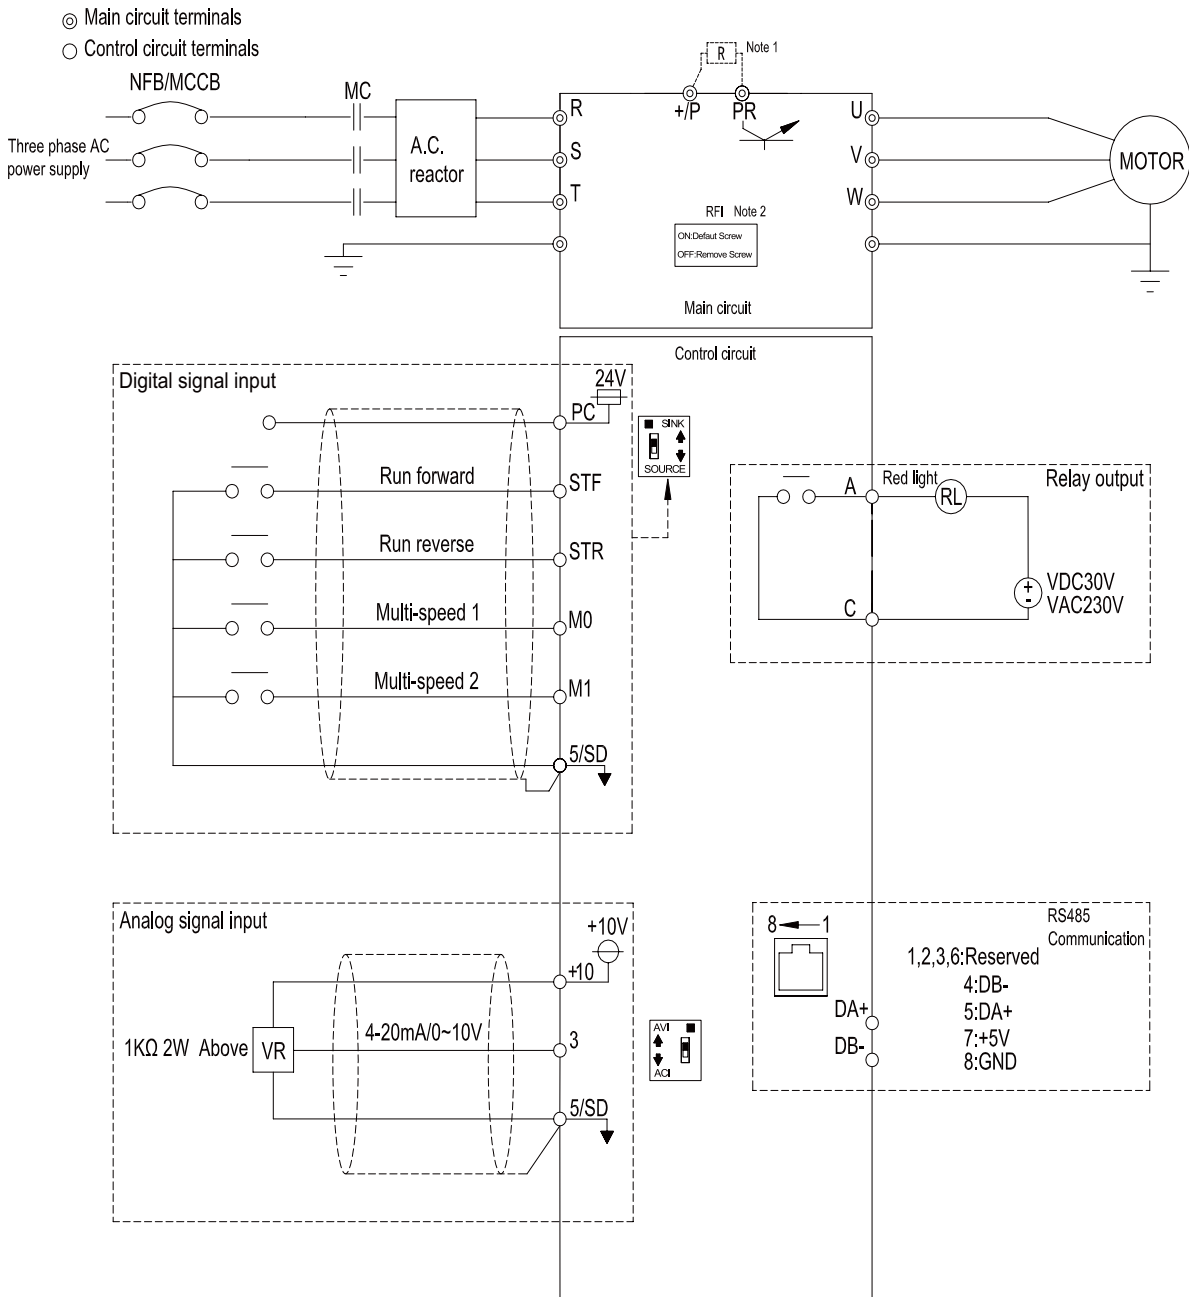 Main circuit terminals
Control circuit terminals
NFB/MCCB
MC
Three phase AC
power supply
A.C.
reactor
R
Note 1
+/P
PR
R
S
T
U
V
W
MOTOR
RFI Note 2
ON:Defaut Screw
OFF:Remove Screw
Main circuit
Control circuit
Digital signal input
24V
PC
SINK
SOURCE
Run forward
STF
Run reverse
STR
Multi-speed 1
M0
Multi-speed 2
M1
5/SD
Relay output
A
Red light
RL
C
+
-
VDC30V
VAC230V
Analog signal input
+10V
+10
4-20mA/0~10V
3
1KΩ 2W Above
VR
5/SD
AVI
ACI
RS485
Communication
8 1
1,2,3,6:Reserved
4:DB-
5:DA+
7:+5V
8:GND
DA+
DB-